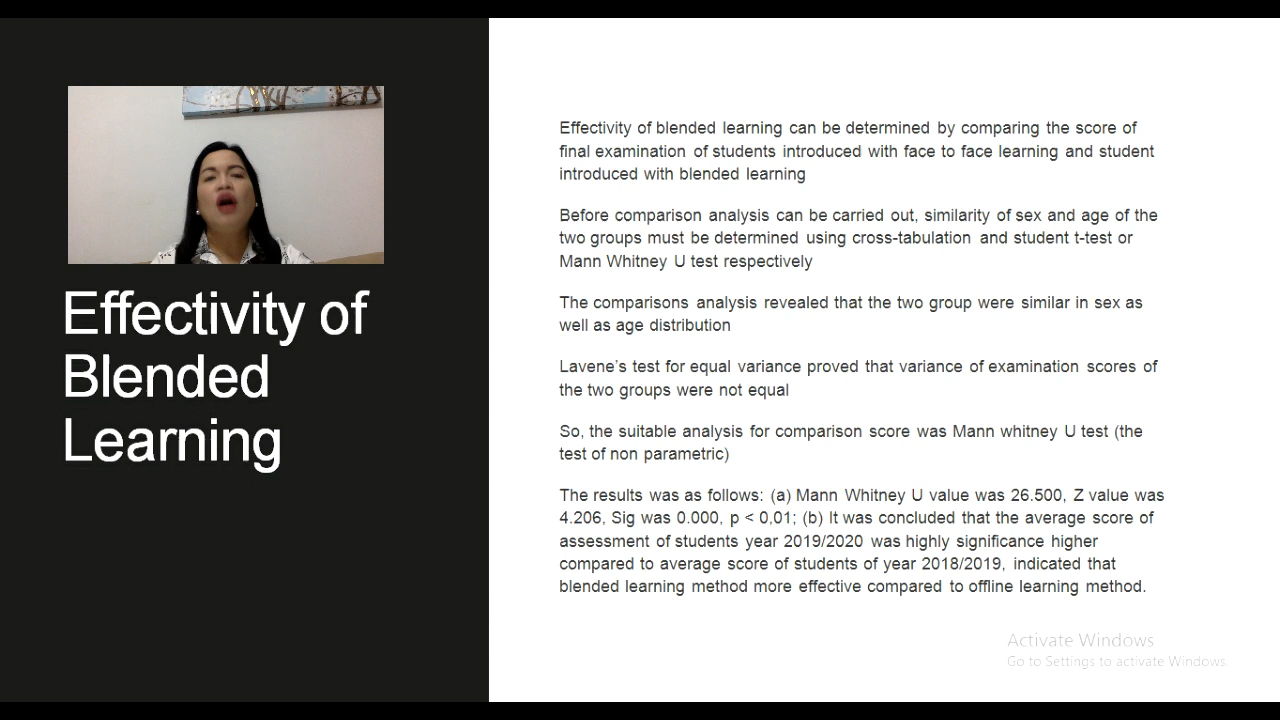 Effectivity of
Blended
Learning
Effectivity of blended learning can be determined by comparing the score of
final examination of students introduced with face to face learning and student
introduced with blended learning
Before comparison analysis can be carried out, similarity of sex and age of the
two groups must be determined using cross-tabulation and student t-test or
Mann Whitney U test respectively
The comparisons analysis revealed that the two group were similar in sex as
well as age distribution
Lavene's test for equal variance proved that variance of examination scores of
the two groups were not equal
So, the suitable analysis for comparison score was Mann whitney U test (the
test of non parametric)
The results was as follows: (a) Mann Whitney U value was 26.500, Z value was
4.206, Sig was 0.000, p < 0,01; (b) It was concluded that the average score of
assessment of students year 2019/2020 was highly significance higher
compared to average score of students of year 2018/2019, indicated that
blended learning method more effective compared to offline learning method.
Activate Windows
Go to Settings to activate Windows.